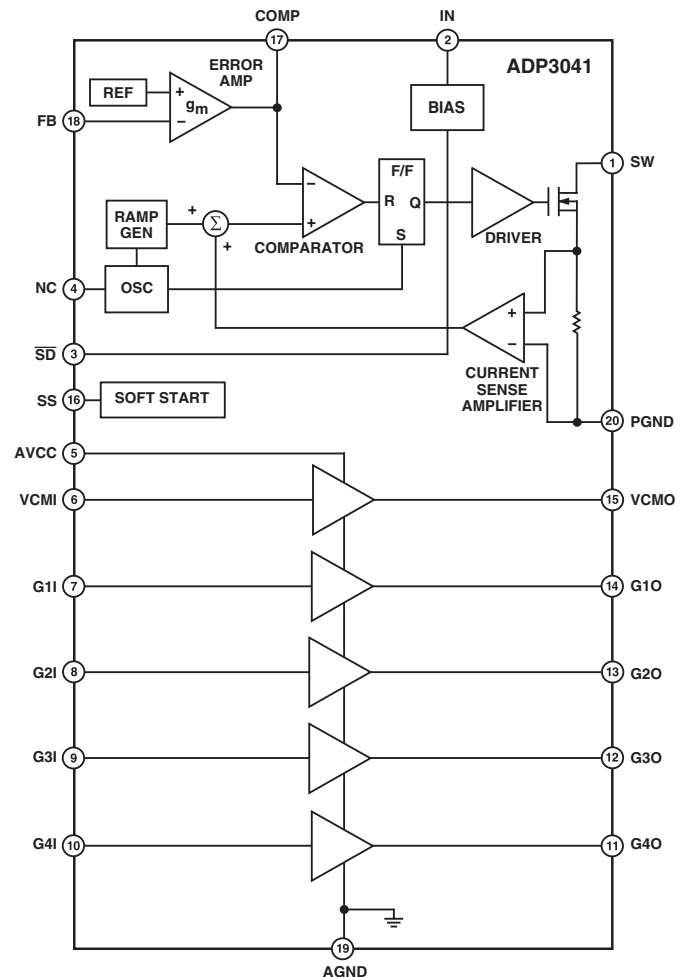 COMP
IN
17
2
ADP3041
ERROR
AMP
REF
+
gm
−
BIAS
FB 18
F/F
R Q
S
−
+
COMPARATOR
1 SW
DRIVER
RAMP
GEN
+
Σ
+
NC 4
OSC
+
−
SD 3
CURRENT
SENSE
AMPLIFIER
SS 16
SOFT START
20 PGND
AVCC 5
VCMI 6
15 VCMO
G1I 7
14 G1O
G2I 8
13 G2O
G3I 9
12 G3O
G4I 10
11 G4O
19
AGND